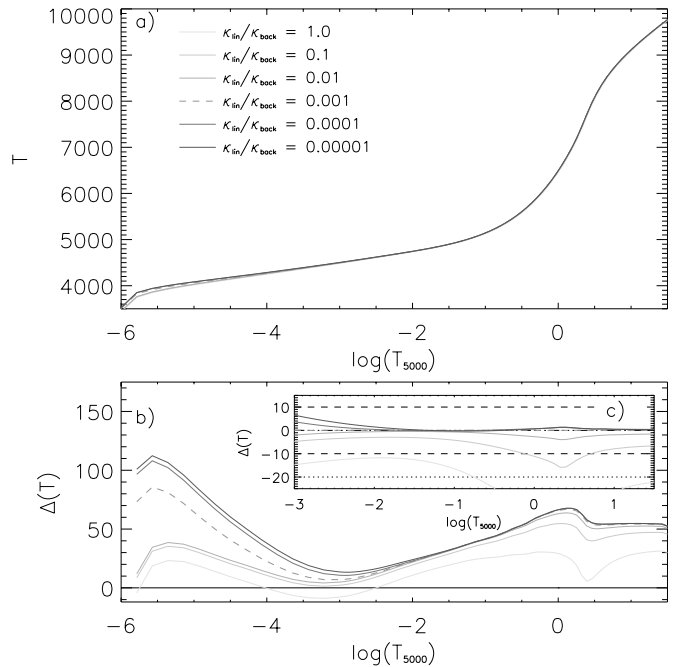 a)
κlin/κback = 1.0
κlin/κback = 0.1
κlin/κback = 0.01
κlin/κback = 0.001
κlin/κback = 0.0001
κlin/κback = 0.00001
10000
9000
8000
7000
6000
5000
4000
T
-6
-4
-2
0
log(T5000)
b)
150
100
50
0
Δ(T)
c)
10
0
-10
-20
Δ(T)
-3
-2
-1
0
1
log(T5000)
-6
-4
-2
0
log(T5000)